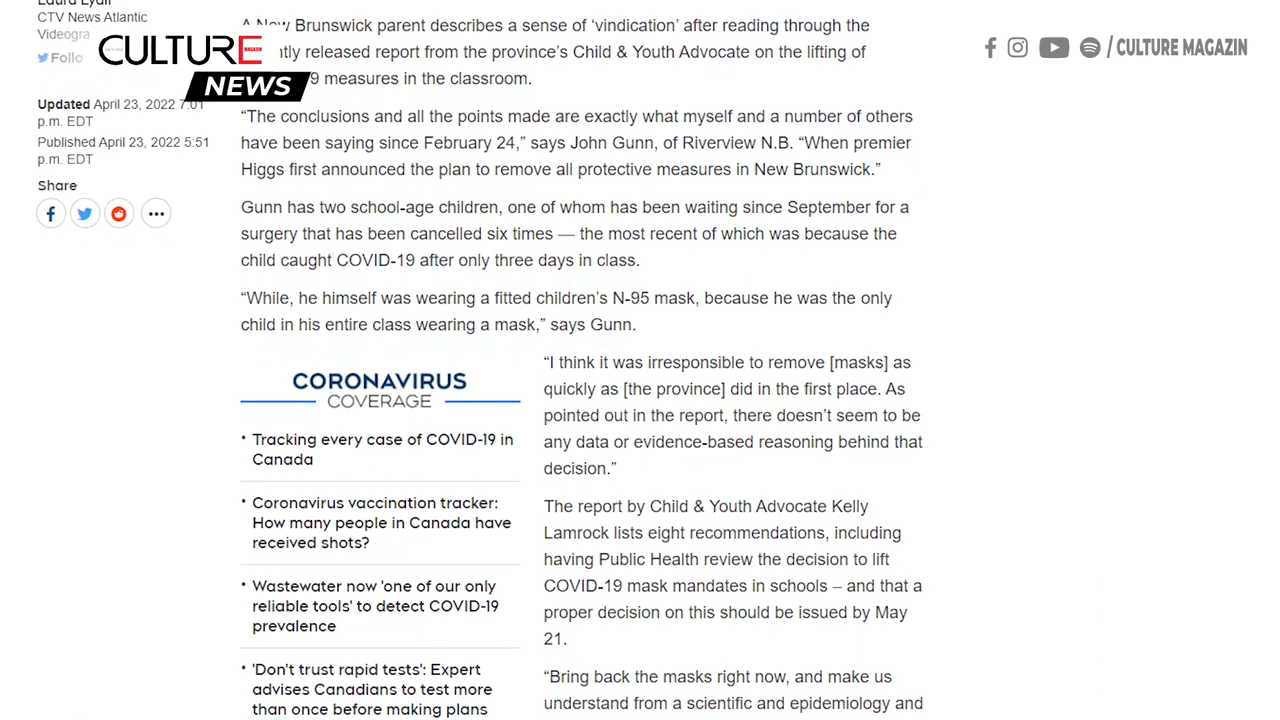 Laura Lyall
CTV News Atlantic
Videogra
Follo
CULTURE
MAGAZIN
NEWS
/ CULTURE MAGAZIN
Updated April 23, 2022 7:01
p.m. EDT
Published April 23, 2022 5:51
p.m. EDT
Share
A New Brunswick parent describes a sense of ‘vindication’ after reading through the
ntly released report from the province’s Child & Youth Advocate on the lifting of
9 measures in the classroom.
“The conclusions and all the points made are exactly what myself and a number of others
have been saying since February 24,” says John Gunn, of Riverview N.B. “When premier
Higgs first announced the plan to remove all protective measures in New Brunswick.”
Gunn has two school-age children, one of whom has been waiting since September for a
surgery that has been cancelled six times — the most recent of which was because the
child caught COVID-19 after only three days in class.
“While, he himself was wearing a fitted children’s N-95 mask, because he was the only
child in his entire class wearing a mask,” says Gunn.
CORONAVIRUS
COVERAGE
• Tracking every case of COVID-19 in
Canada
• Coronavirus vaccination tracker:
How many people in Canada have
received shots?
• Wastewater now 'one of our only
reliable tools' to detect COVID-19
prevalence
• 'Don't trust rapid tests': Expert
advises Canadians to test more
than once before making plans
“I think it was irresponsible to remove [masks] as
quickly as [the province] did in the first place. As
pointed out in the report, there doesn’t seem to be
any data or evidence-based reasoning behind that
decision.”
The report by Child & Youth Advocate Kelly
Lamrock lists eight recommendations, including
having Public Health review the decision to lift
COVID-19 mask mandates in schools – and that a
proper decision on this should be issued by May
21.
“Bring back the masks right now, and make us
understand from a scientific and epidemiology and